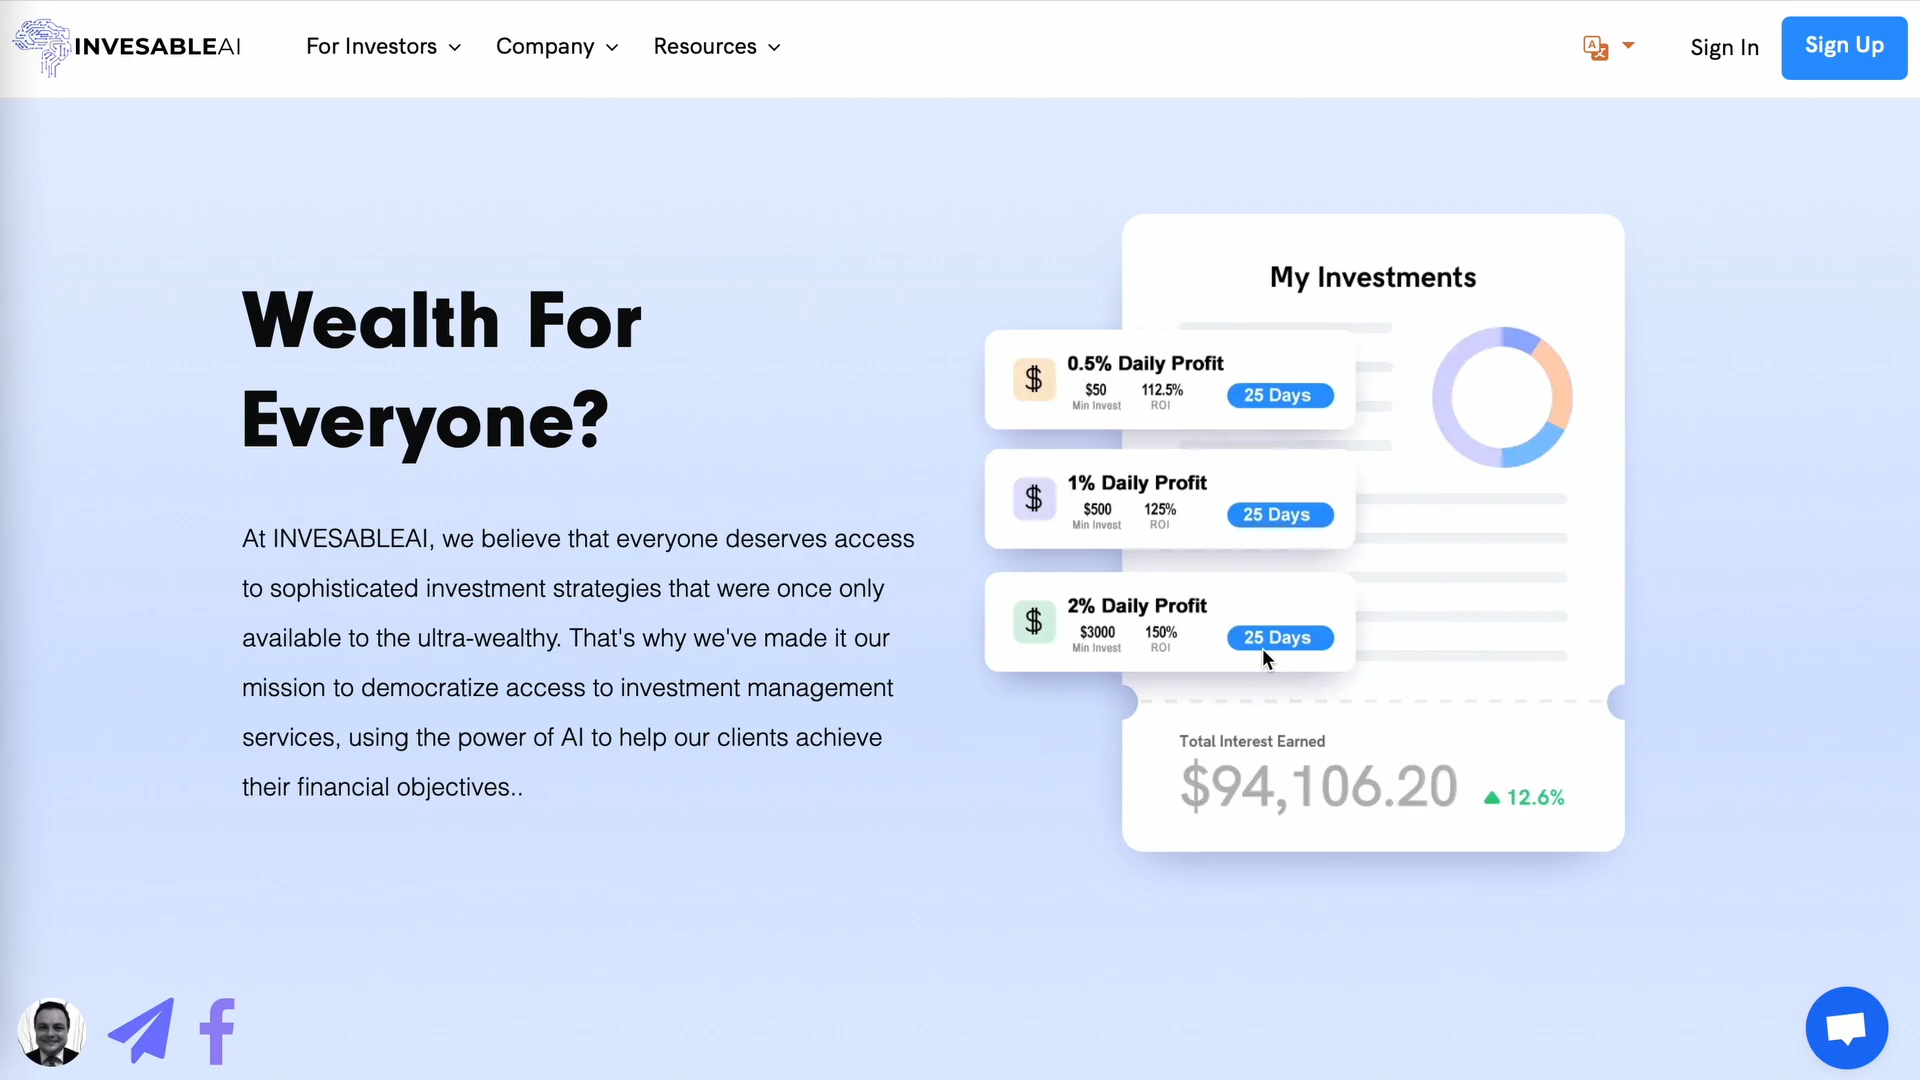 INVESABLEAI
For Investors
Company
Resources
Sign In
Sign Up
Wealth For
Everyone?
At INVESABLEAI, we believe that everyone deserves access
to sophisticated investment strategies that were once only
available to the ultra-wealthy. That's why we've made it our
mission to democratize access to investment management
services, using the power of AI to help our clients achieve
their financial objectives..
My Investments
$
0.5% Daily Profit
$50
112.5%
Min Invest
ROI
25 Days
$
1% Daily Profit
$500
125%
Min Invest
ROI
25 Days
$
2% Daily Profit
$3000
150%
Min Invest
ROI
25 Days
Total Interest Earned
$94,106.20
12.6%